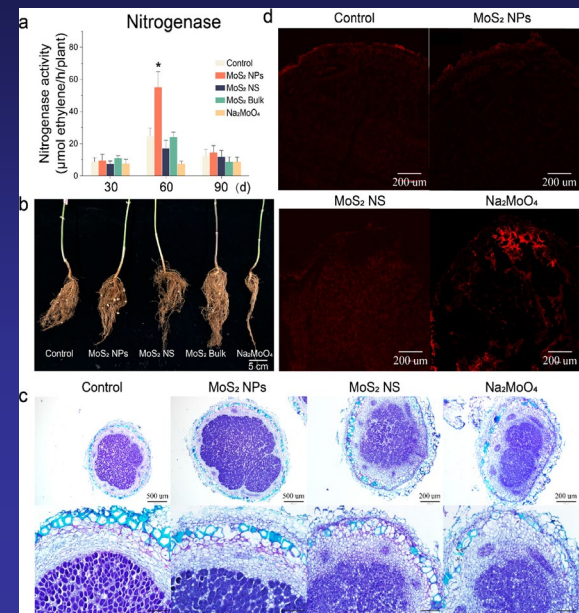 a
Nitrogenase
Nitrogenase activity
(μmol ethylene/h/plant)
80
60
40
20
0
*
Control
MoS₂ NPs
MoS₂ NS
MoS₂ Bulk
Na₂MoO₄
30 60 90 (d)
b
Control MoS₂ NPs MoS₂ NS MoS₂ Bulk Na₂MoO₄
5 cm
d
Control MoS₂ NPs
200 um 200 um
MoS₂ NS Na₂MoO₄
200 um 200 um
c
Control MoS₂ NPs MoS₂ NS Na₂MoO₄
500 um 500 um 200 um 200 um